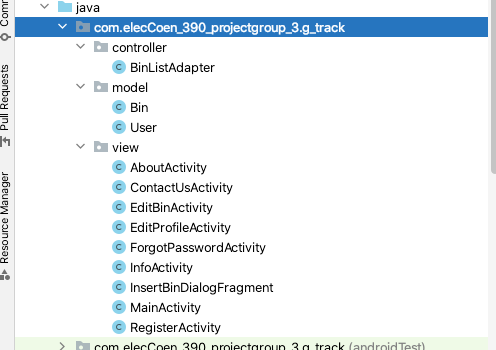 java
com.elecCoen_390_projectgroup_3.g_track
controller
BinListAdapter
model
Bin
User
view
AboutActivity
ContactUsActivity
EditBinActivity
EditProfileActivity
ForgotPasswordActivity
InfoActivity
InsertBinDialogFragment
MainActivity
RegisterActivity
com.elecCoen_390_projectgroup_3.g_track (androidTest)
Pull Requests
Resource Manager